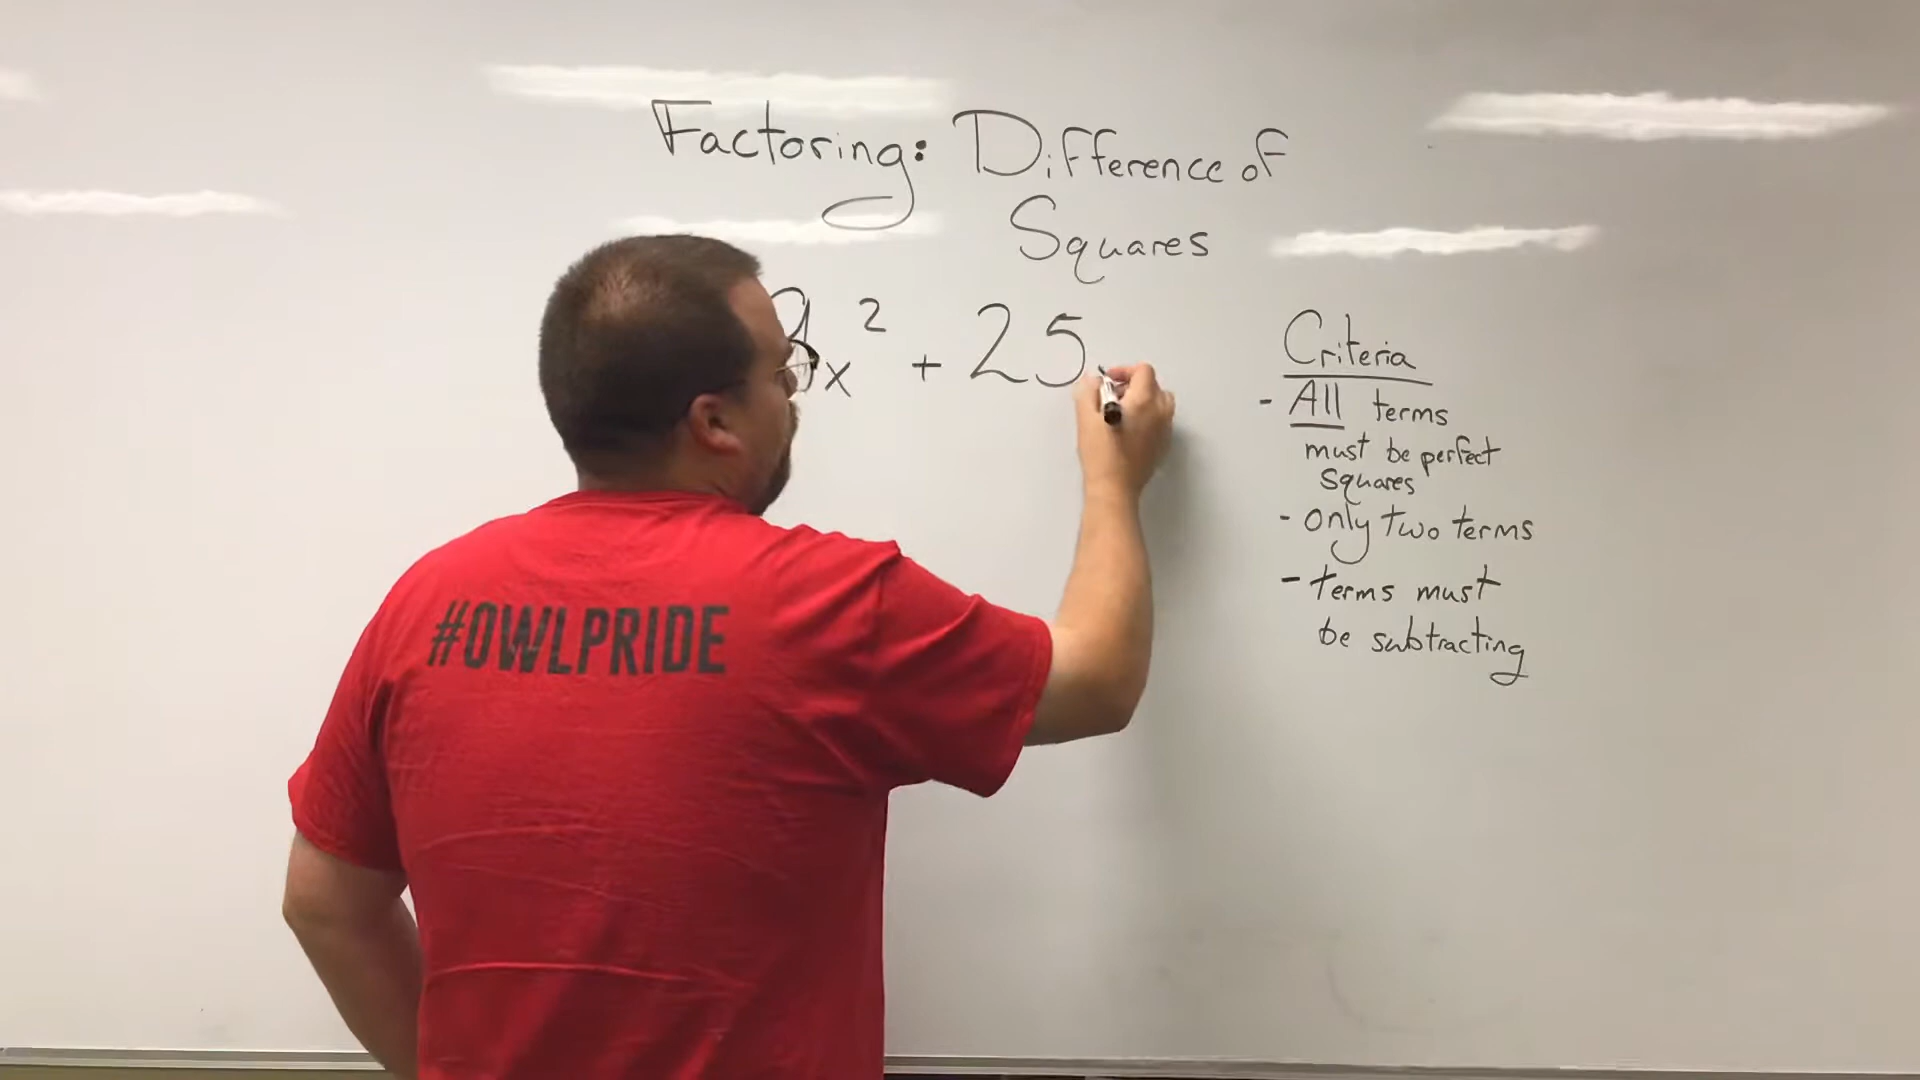 Factoring: Difference of
Squares
x² + 25
Criteria
- All terms
must be perfect
squares
- only two terms
- terms must
be subtracting
#OWLPRIDE